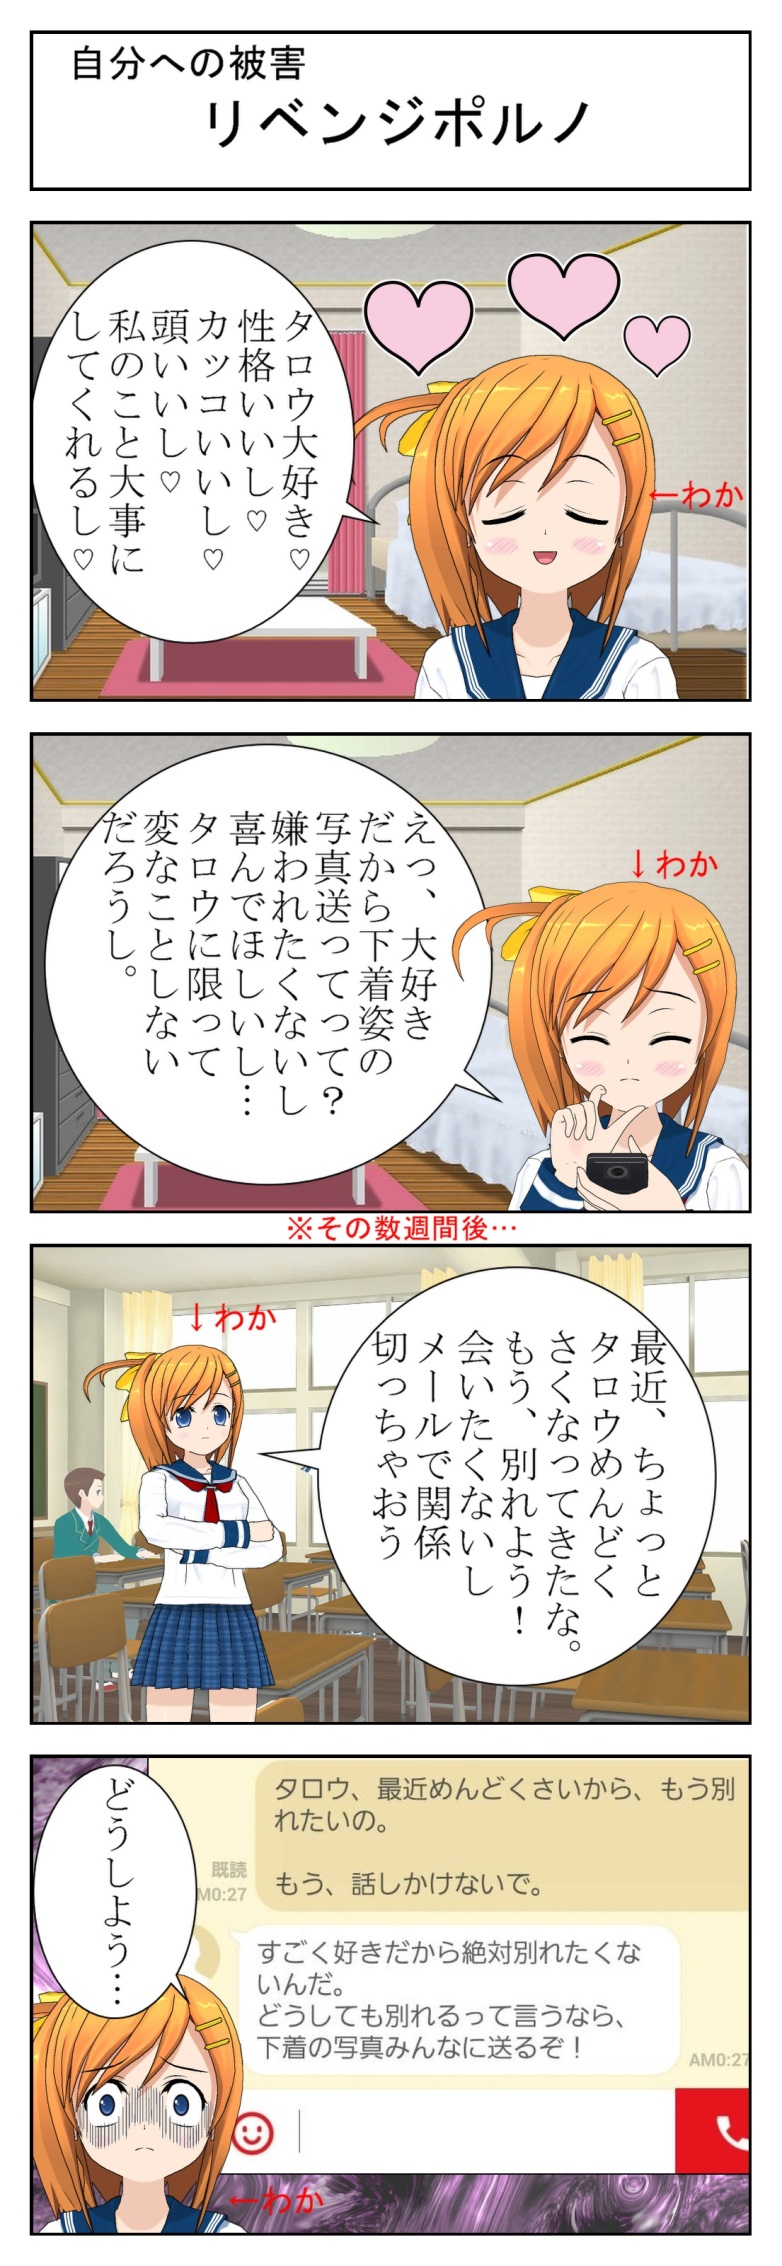 自分への被害
リベンジポルノ
タロウ大好き♡
性格いいし♡
カッコいいし♡
頭いいし♡
私のこと大事に
してくれるし♡
←わか
えっ、大好き
だから下着姿の
写真送ってって？
嫌われたくないし
喜んでほしいし…
タロウに限って
変なことしない
だろうし。
↓わか
※その数週間後…
↓わか
最近、ちょっと
タロウめんどく
さくなってきたな。
もう、別れよう！
会いたくないし
メールで関係
切っちゃおう
どうしよう…
タロウ、最近めんどくさいから、もう別
れたいの。
もう、話しかけないで。
既読
M0:27
すごく好きだから絶対別れたくな
いんだ。
どうしても別れるって言うなら、
下着の写真みんなに送るぞ！
AM0:27
←わか